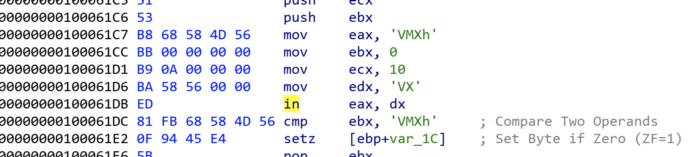 00000000100061C5 51 push ecx
00000000100061C6 53 push ebx
00000000100061C7 B8 68 58 4D 56 mov eax, 'VMXh'
00000000100061CC BB 00 00 00 00 mov ebx, 0
00000000100061D1 B9 0A 00 00 00 mov ecx, 10
00000000100061D6 BA 58 56 00 00 mov edx, 'VX'
00000000100061DB ED in eax, dx
00000000100061DC 81 FB 68 58 4D 56 cmp ebx, 'VMXh' ; Compare Two Operands
00000000100061E2 0F 94 45 E4 setz [ebp+var_1C] ; Set Byte if Zero (ZF=1)
00000000100061E6 5B pop ebx